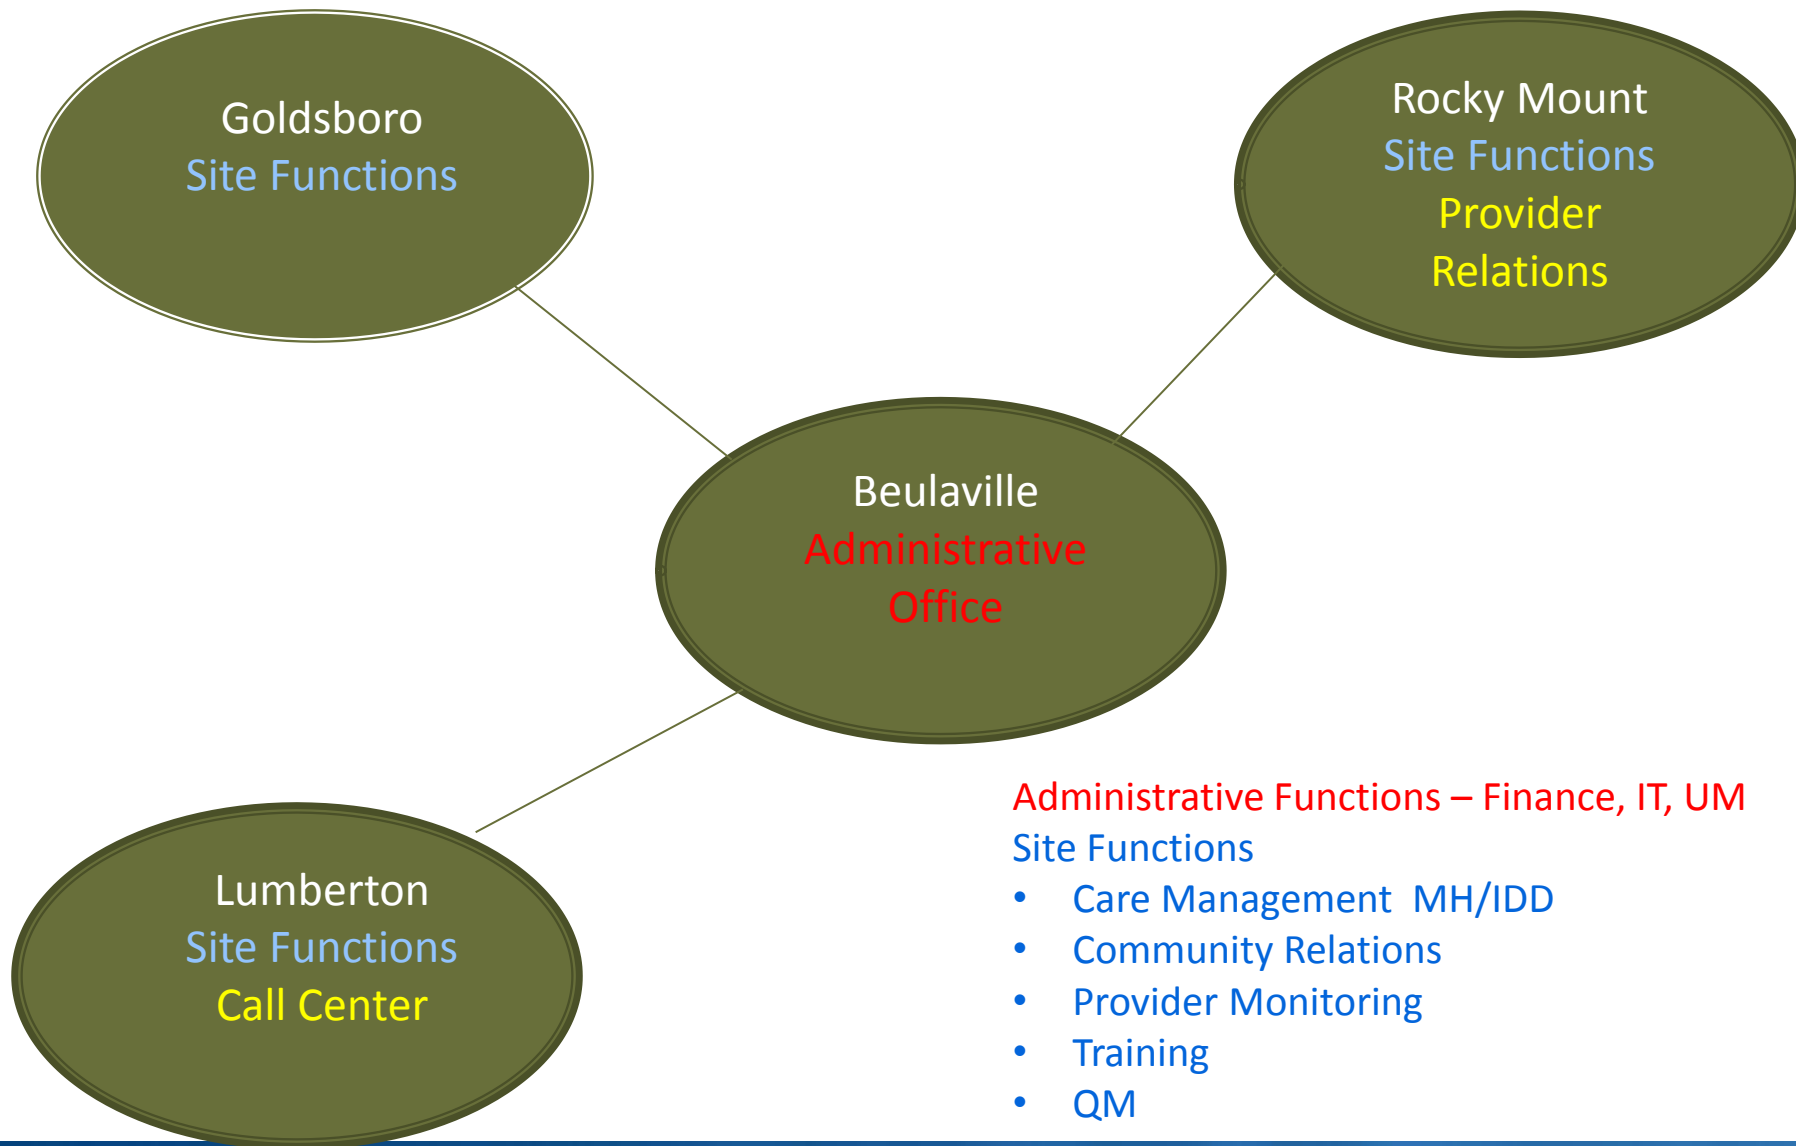 Goldsboro
Site Functions
Rocky Mount
Site Functions
Provider
Relations
Beulaville
Administrative
Office
Lumberton
Site Functions
Call Center
Administrative Functions – Finance, IT, UM
Site Functions
• Care Management  MH/IDD
• Community Relations
• Provider Monitoring
• Training
• QM